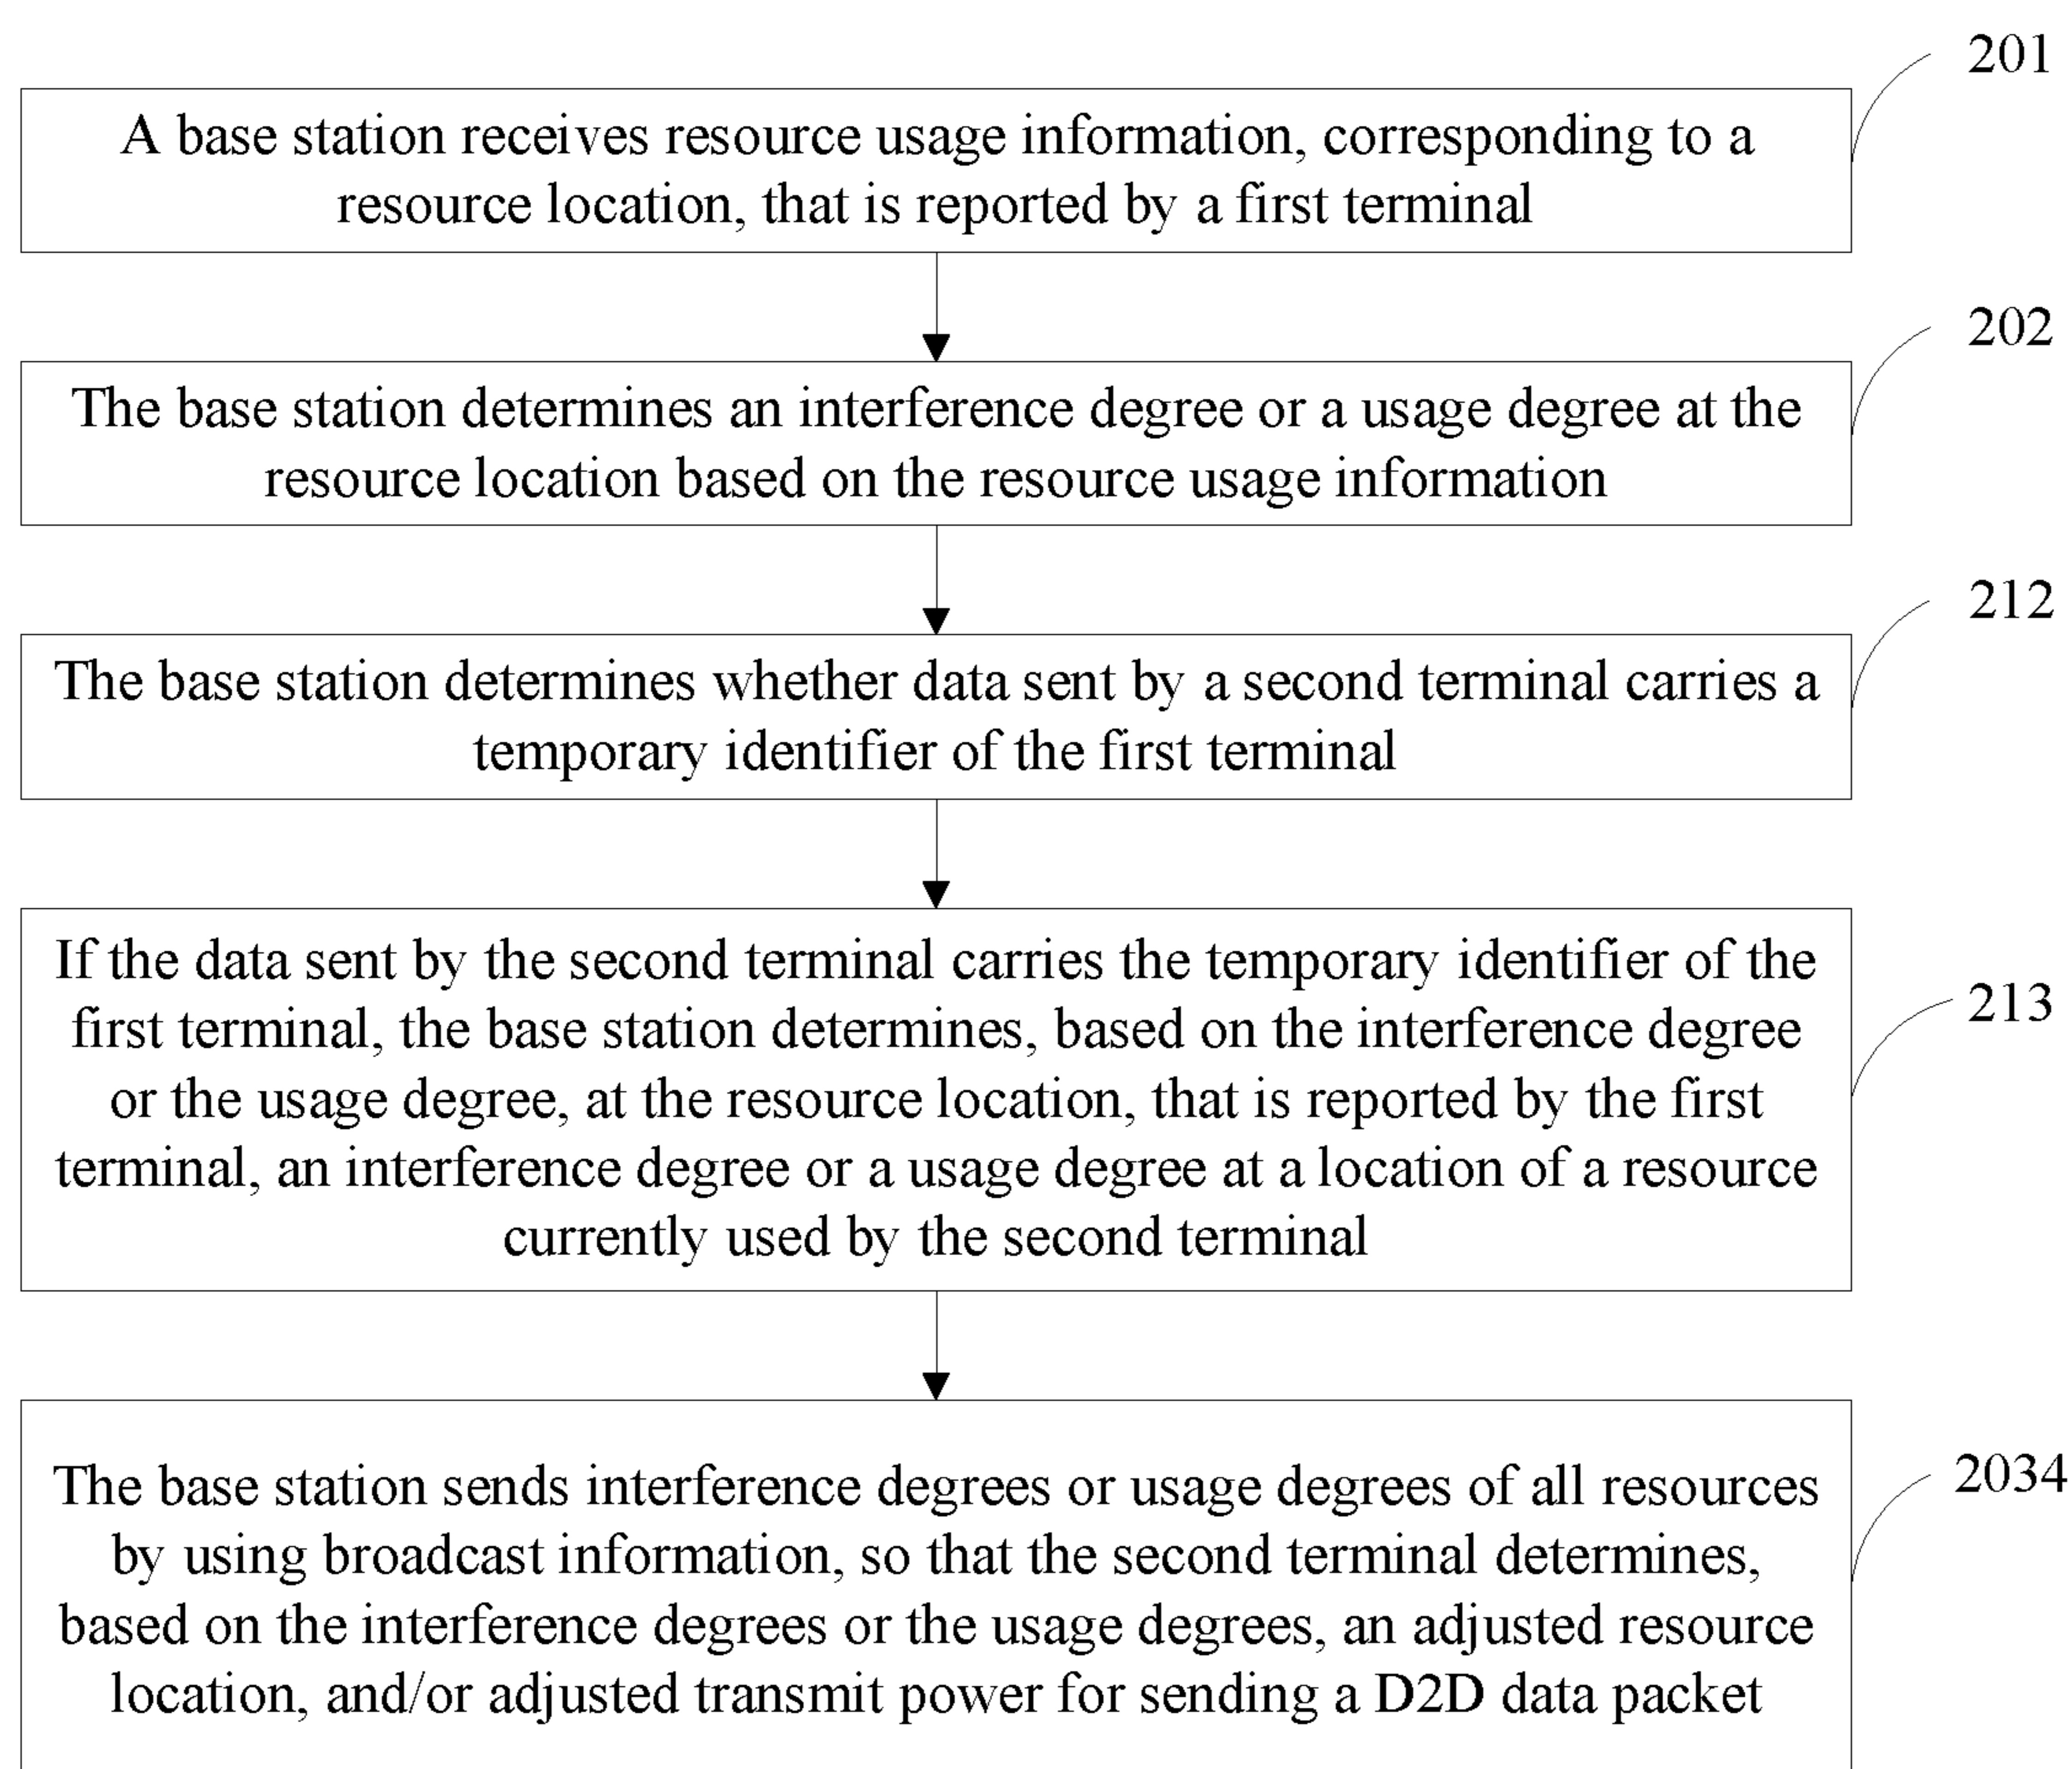 201
A base station receives resource usage information, corresponding to a
resource location, that is reported by a first terminal
202
The base station determines an interference degree or a usage degree at the
resource location based on the resource usage information
212
The base station determines whether data sent by a second terminal carries a
temporary identifier of the first terminal
If the data sent by the second terminal carries the temporary identifier of the
first terminal, the base station determines, based on the interference degree
213
or the usage degree, at the resource location, that is reported by the first
terminal, an interference degree or a usage degree at a location of a resource
currently used by the second terminal
The base station sends interference degrees or usage degrees of all resources
2034
by using broadcast information, so that the second terminal determines,
based on the interference degrees or the usage degrees, an adjusted resource
location, and/or adjusted transmit power for sending a D2D data packet